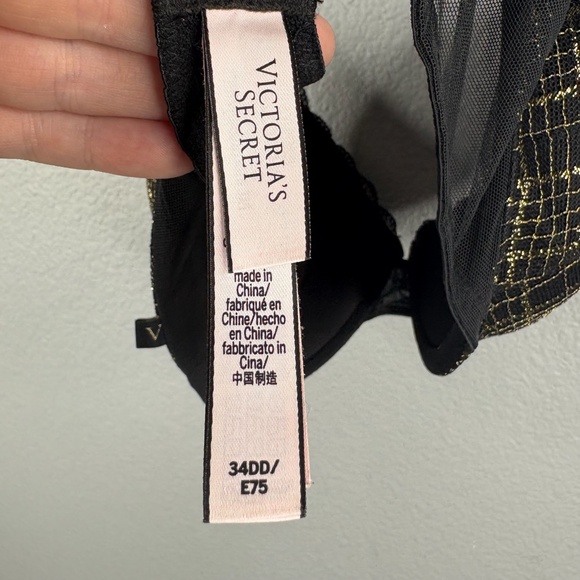 VICTORIA'S
SECRET
made in
China/
fabriqué en
Chine/hecho
en China/
fabbricato in
Cina/
中国制造
34DD/
E75
V